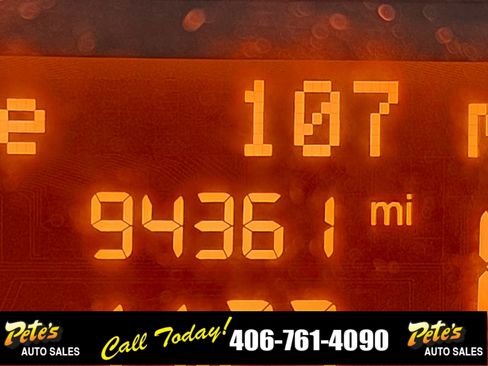 e 107
94361 mi
Pete's AUTO SALES Call Today! 406-761-4090 Pete's AUTO SALES